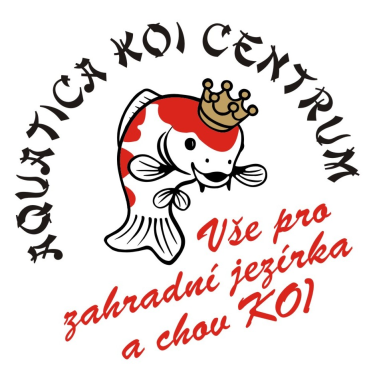 AQUATICA KOI CENTRUM
Vše pro
zahradní jezírka
a chov KOI